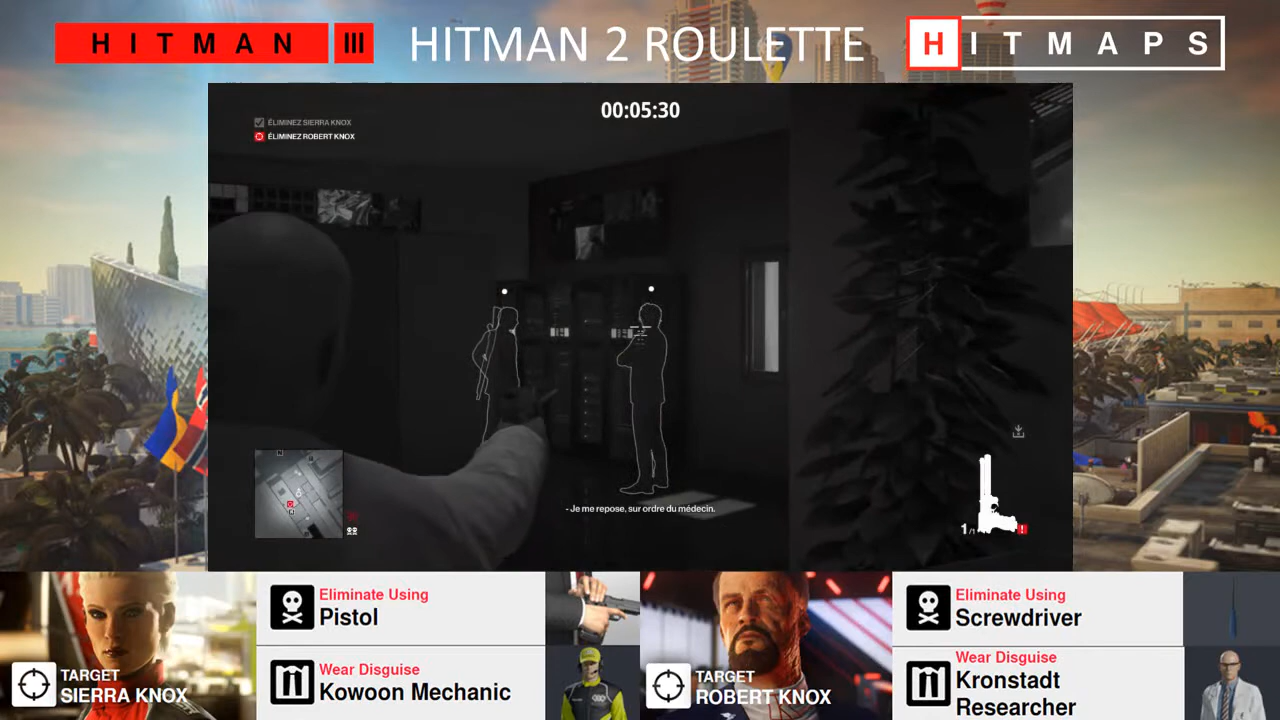 HITMAN III
HITMAN 2 ROULETTE
HITMAPS
00:05:30
ÉLIMINEZ SIERRA KNOX
ÉLIMINEZ ROBERT KNOX
- Je me repose, sur ordre du médecin.
1/1
!
TARGET
SIERRA KNOX
Eliminate Using
Pistol
Wear Disguise
Kowoon Mechanic
TARGET
ROBERT KNOX
Eliminate Using
Screwdriver
Wear Disguise
Kronstadt
Researcher